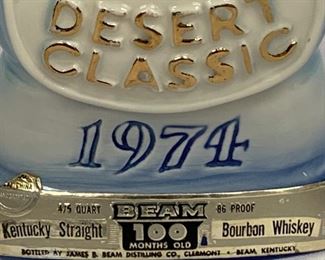 DESERT
CLASSIC
1974
4/5 QUART BEAM 86 PROOF
Kentucky Straight 100 Bourbon Whiskey
MONTHS OLD
BOTTLED BY JAMES B. BEAM DISTILLING CO., CLERMONT - BEAM, KENTUCKY